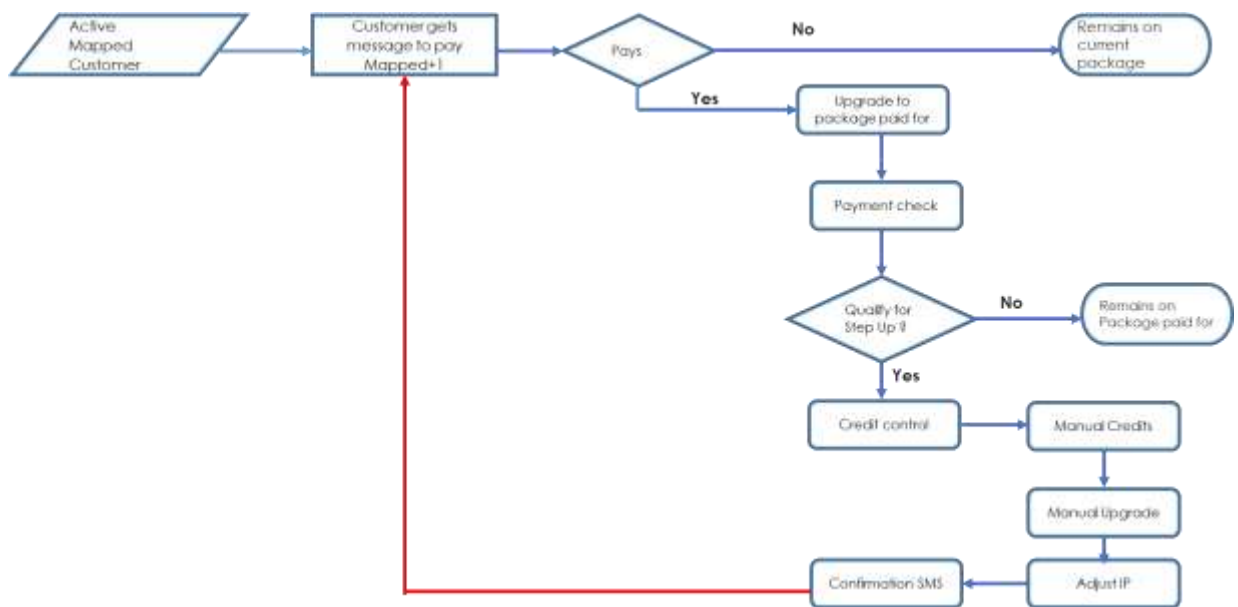 Active
Mapped
Customer
Customer gets
message to pay
Mapped+1
Pays
No
Remains on
current
package
Yes
Upgrade to
package paid for
Payment check
Qualify for
Step Up ?
No
Remains on
Package paid for
Yes
Credit control
Manual Credits
Manual Upgrade
Confirmation SMS
Adjust IP